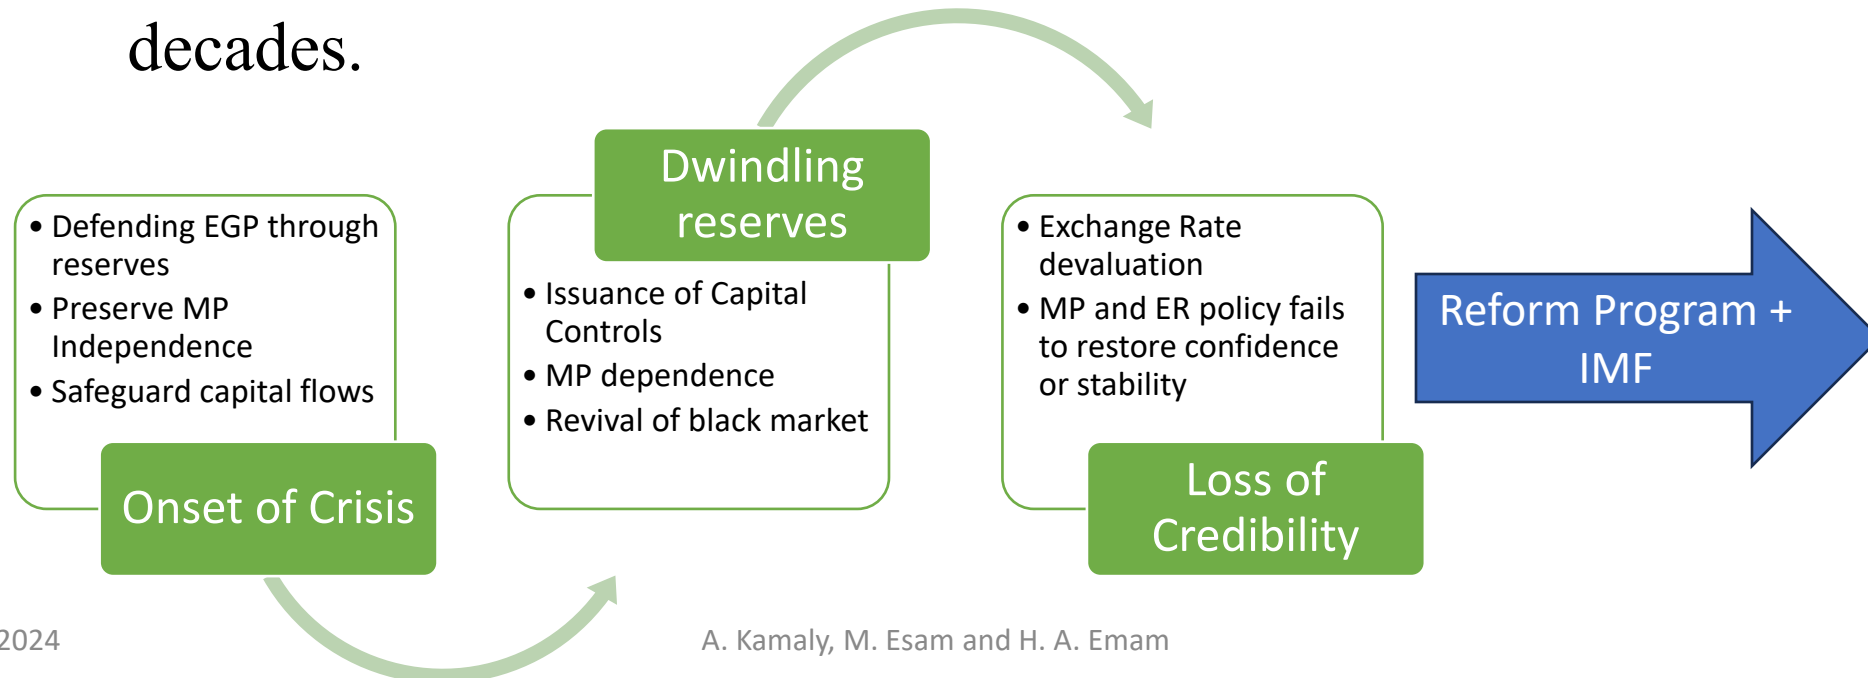 decades.
• Defending EGP through
reserves
• Preserve MP
Independence
• Safeguard capital flows
Onset of Crisis
Dwindling
reserves
• Issuance of Capital
Controls
• MP dependence
• Revival of black market
• Exchange Rate
devaluation
• MP and ER policy fails
to restore confidence
or stability
Loss of
Credibility
Reform Program +
IMF
2024
A. Kamaly, M. Esam and H. A. Emam